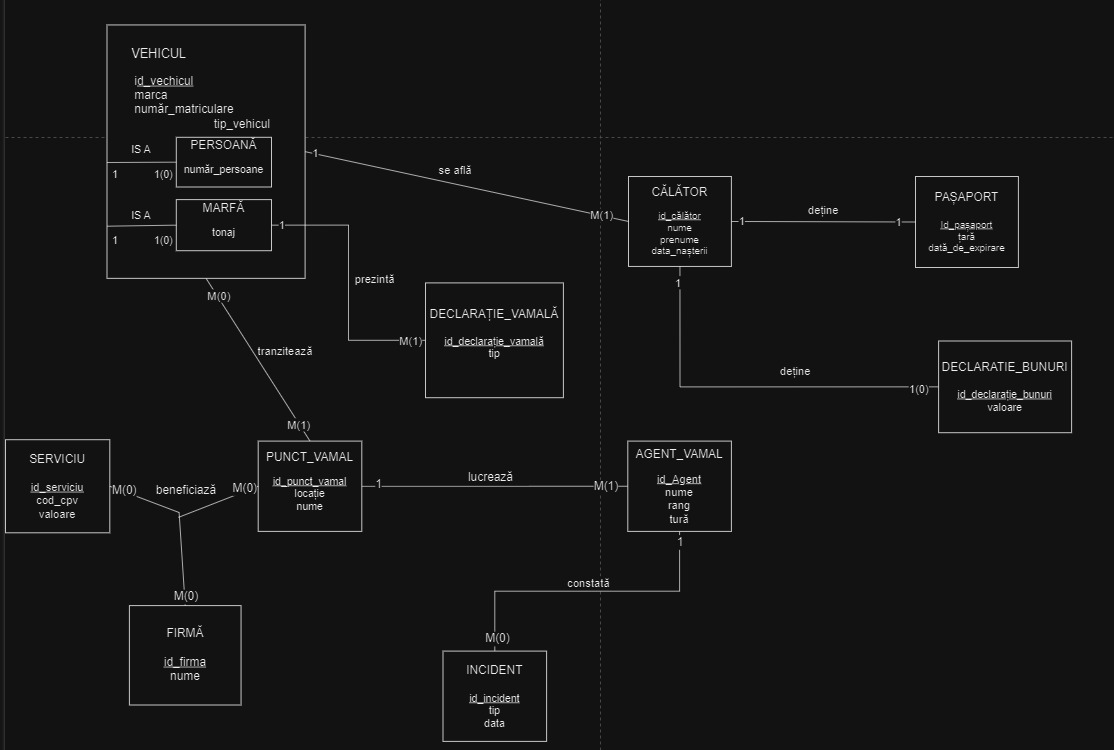 VEHICUL
id_vechicul
marca
număr_matriculare
tip_vehicul
IS A
1
1(0)
PERSOANĂ
număr_persoane
IS A
1
1(0)
MARFĂ
tonaj
1
se află
M(1)
CĂLĂTOR
id_călător
nume
prenume
data_nașterii
1
deține
1
PAȘAPORT
id_pașaport
țară
dată_de_expirare
1
prezintă
M(1)
DECLARAȚIE_VAMALĂ
id_declarație_vamală
tip
1
deține
1(0)
DECLARATIE_BUNURI
id_declarație_bunuri
valoare
M(0)
tranzitează
M(1)
SERVICIU
id_serviciu
cod_cpv
valoare
M(0)
beneficiază
M(0)
PUNCT_VAMAL
id_punct_vamal
locație
nume
1
lucrează
M(1)
AGENT_VAMAL
id_Agent
nume
rang
tură
1
constată
M(0)
M(0)
FIRMĂ
id_firma
nume
INCIDENT
id_incident
tip
data